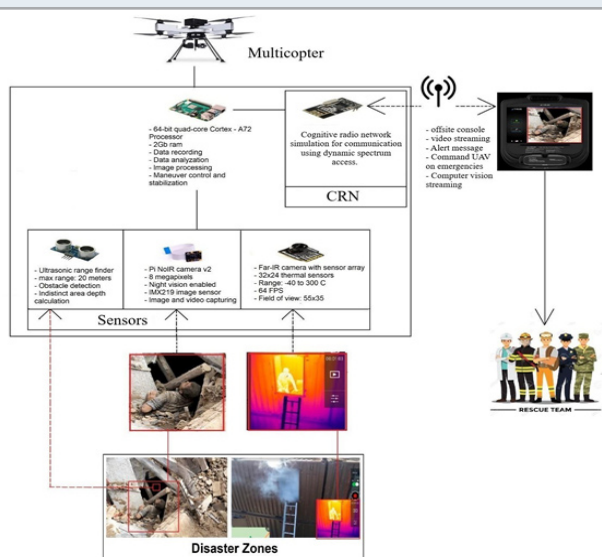 Multicopter
- 64-bit quad-core Cortex - A72
Processor
- 2Gb ram
- Data recording
- Data analyzation
- Image processing
- Maneuver control and
stabilization
Cognitive radio network
simulation for communication
using dynamic spectrum
access.
CRN
- offsite console
- video streaming
- Alert message
- Command UAV
on emergencies
- Computer vision
streaming
- Ultrasonic range finder
- max range: 20 meters
- Obstacle detection
- Indistinct area depth
calculation
- Pi NoIR camera v2
- 8 megapixels
- Night vision enabled
- IMX219 image sensor
- Image and video capturing
- Far-IR camera with sensor array
- 32x24 thermal sensors
- Range: -40 to 300 C
- 64 FPS
- Field of view: 55x35
Sensors
RESCUE TEAM
Disaster Zones